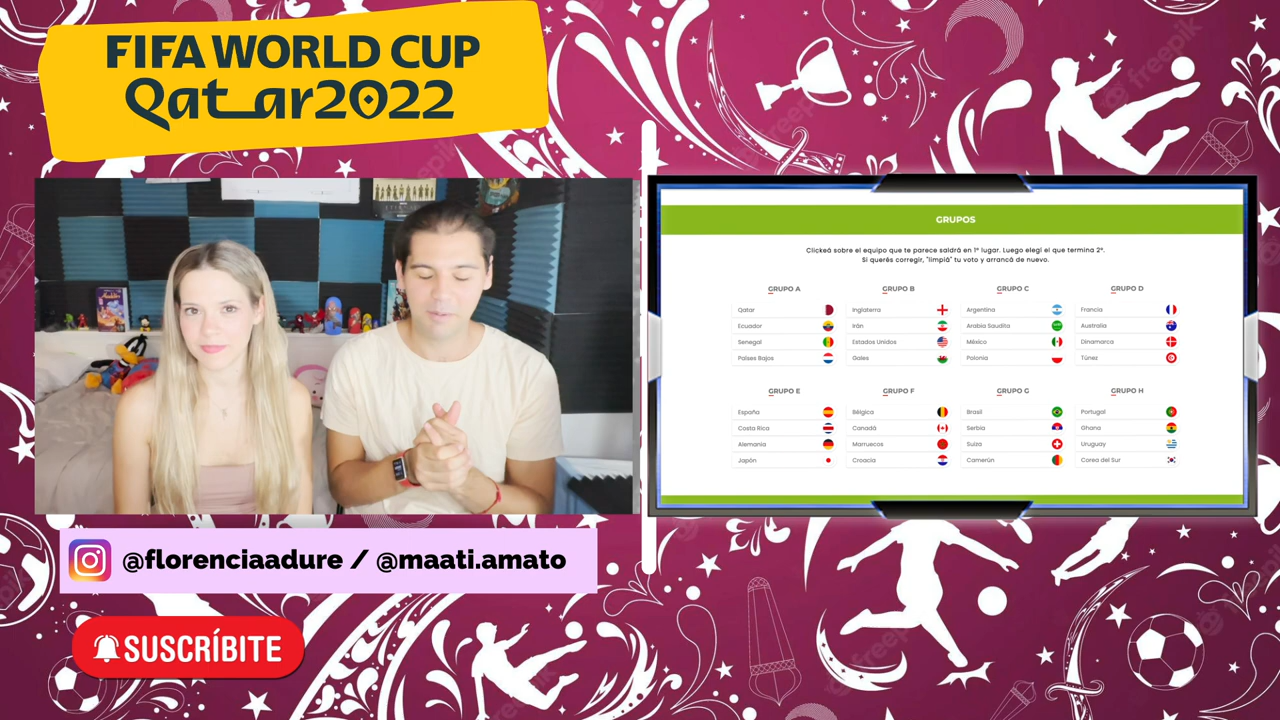 FIFA WORLD CUP
Qatar2022
GRUPOS
Clickeá sobre el equipo que te parece saldrá en 1º lugar. Luego elegí el que termina 2º.
Si querés corregir, "limpiá" tu voto y arrancá de nuevo.
GRUPO A
Qatar
Ecuador
Senegal
Países Bajos
GRUPO B
Inglaterra
Irán
Estados Unidos
Gales
GRUPO C
Argentina
Arabia Saudita
México
Polonia
GRUPO D
Francia
Australia
Dinamarca
Túnez
GRUPO E
España
Costa Rica
Alemania
Japón
GRUPO F
Bélgica
Canadá
Marruecos
Croacia
GRUPO G
Brasil
Serbia
Suiza
Camerún
GRUPO H
Portugal
Ghana
Uruguay
Corea del Sur
@florenciaadure / @maati.amato
SUSCRÍBITE
freepik